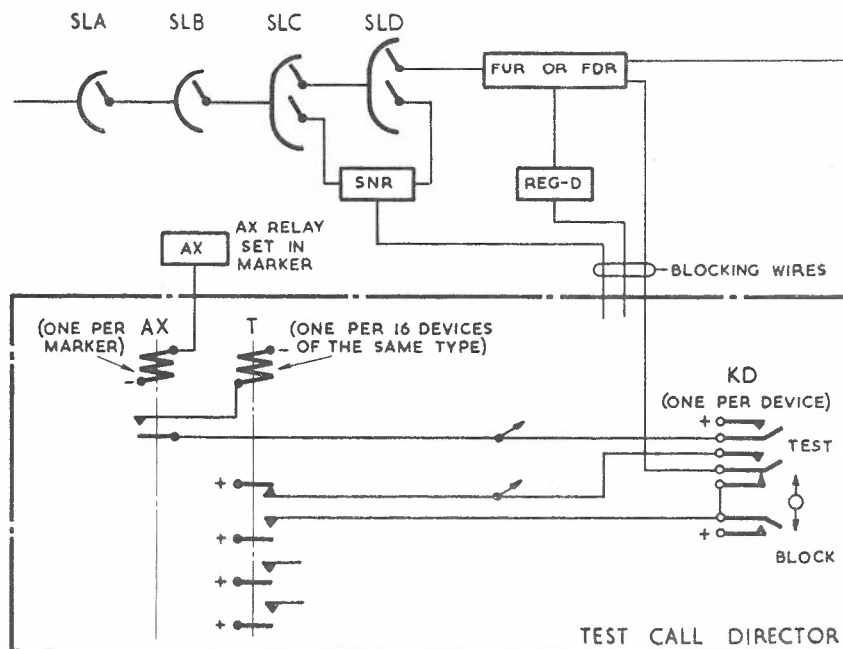 SLA SLB SLC SLD
FUR OR FDR
SNR
REG-D
AX
AX RELAY
SET IN
MARKER
BLOCKING WIRES
(ONE PER
MARKER)
AX
T
(ONE PER 16 DEVICES
OF THE SAME TYPE)
KD
(ONE PER DEVICE)
-
-
+
TEST
+
+
+
BLOCK
+
+
TEST CALL DIRECTOR